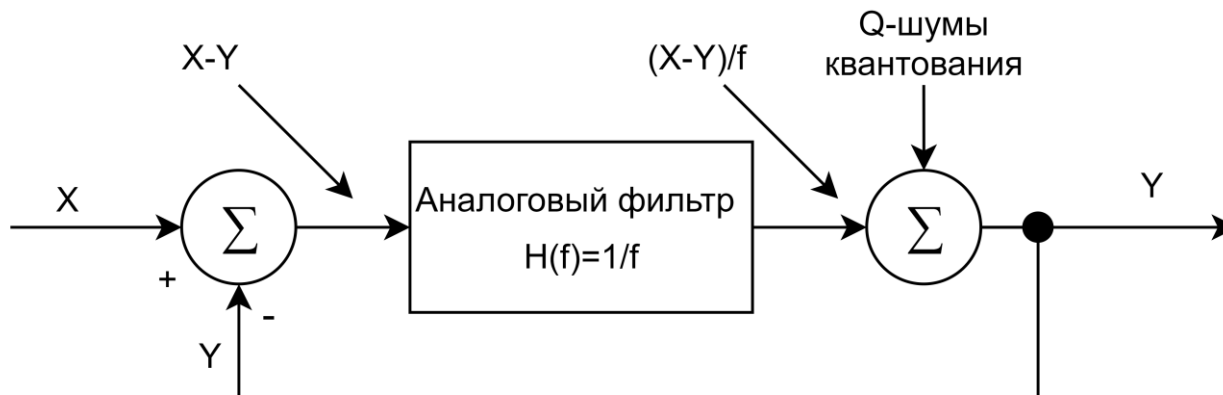 Q-шумы
квантования
X-Y
(X-Y)/f
X
Σ
Аналоговый фильтр
H(f)=1/f
Σ
Y
+
-
Y